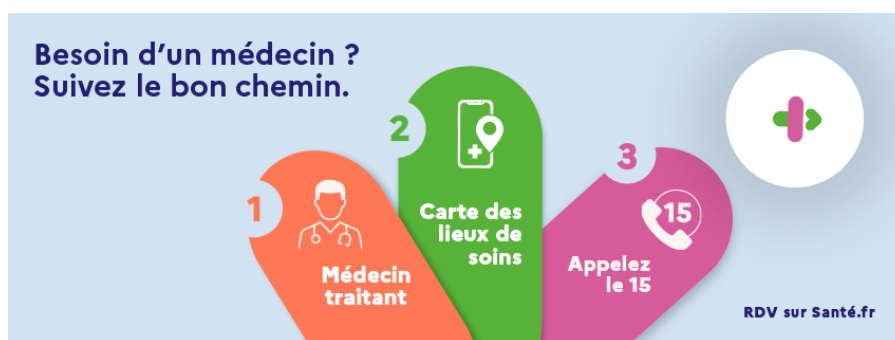 Besoin d'un médecin ?
Suivez le bon chemin.
1
Médecin
traitant
2
Carte des
lieux de
soins
3
15
Appelez
le 15
RDV sur Santé.fr